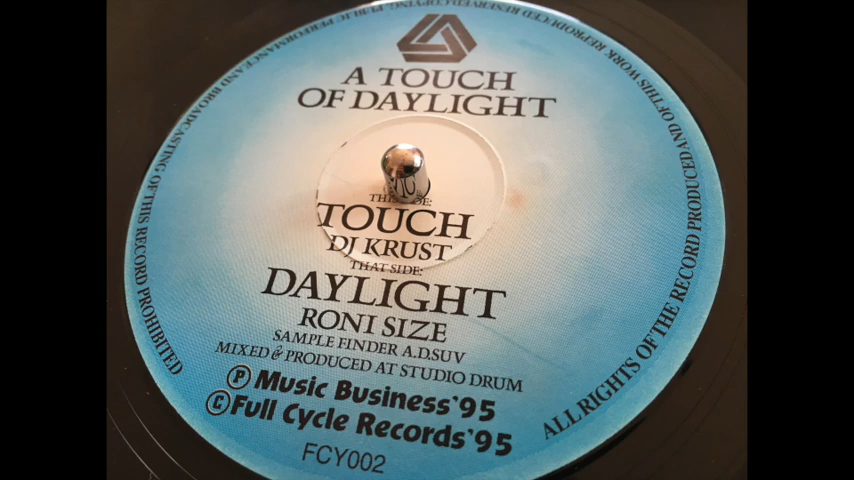 A TOUCH
OF DAYLIGHT
TOUCH
DJ KRUST
THAT SIDE:
DAYLIGHT
RONI SIZE
SAMPLE FINDER A.D.SUV
MIXED & PRODUCED AT STUDIO DRUM
Ⓟ Music Business'95
©Full Cycle Records'95
FCY002
ALL RIGHTS OF THE RECORD PRODUCED AND OF THIS WORK REPRODUCED RESERVED. COPYING, PUBLIC PERFORMANCE AND BROADCASTING OF THIS RECORD PROHIBITED